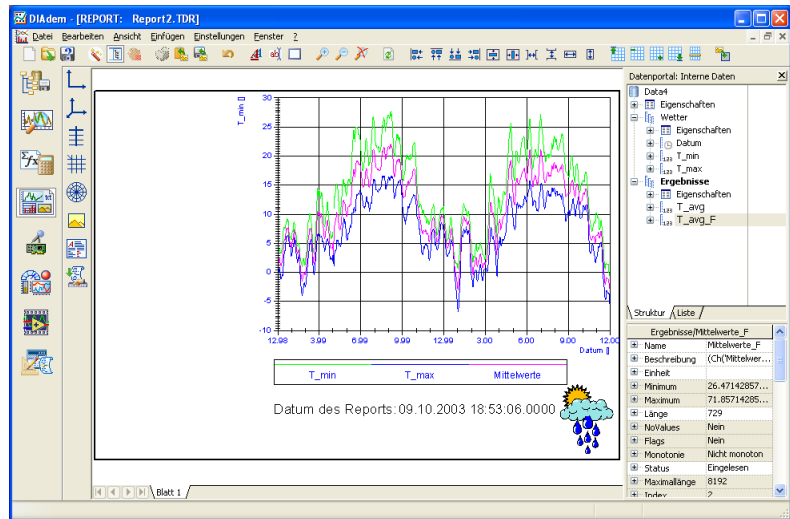 DIAdem - [REPORT: Report2.TDR]
Datei Bearbeiten Ansicht Einfügen Einstellungen Fenster ?
Datenportal: Interne Daten
Data4
Eigenschaften
Wetter
Eigenschaften
Datum
T_min
T_max
Ergebnisse
Eigenschaften
T_avg
T_avg_F
Struktur Liste
T_min []
30
25
20
15
10
5
0
-5
-10
12.98 3.99 6.99 9.99 12.99 3.00 6.00 9.00 12.00
Datum []
T_min T_max Mittelwerte
Datum des Reports: 09.10.2003 18:53:06.0000
Ergebnisse/Mittelwerte_F
Name Mittelwerte_F
Beschreibung (Ch('Mittelwer...
Einheit
Minimum 26.47142857...
Maximum 71.85714285...
Länge 729
NoValues Nein
Flags Nein
Monotonie Nicht monoton
Status Eingelesen
Maximallänge 8192
Index 2
Blatt 1